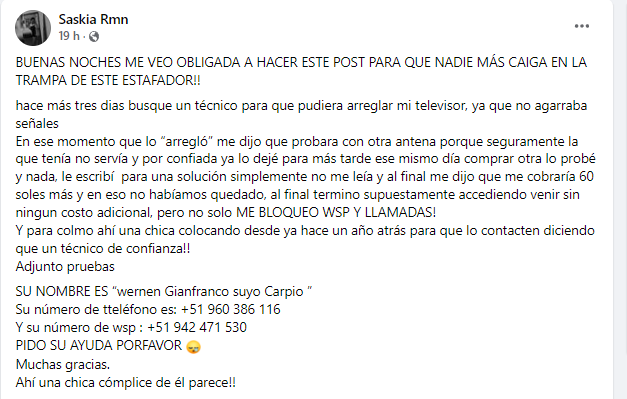 Saskia Rmn
19 h ·
BUENAS NOCHES ME VEO OBLIGADA A HACER ESTE POST PARA QUE NADIE MÁS CAIGA EN LA
TRAMPA DE ESTE ESTAFADOR!!
hace más tres dias busque un técnico para que pudiera arreglar mi televisor, ya que no agarraba
señales
En ese momento que lo “arregló” me dijo que probara con otra antena porque seguramente la
que tenía no servía y por confiada ya lo dejé para más tarde ese mismo día comprar otra lo probé
y nada, le escribí para una solución simplemente no me leía y al final me dijo que me cobraría 60
soles más y en eso no habíamos quedado, al final termino supuestamente accediendo venir sin
ningun costo adicional, pero no solo ME BLOQUEO WSP Y LLAMADAS!
Y para colmo ahí una chica colocando desde ya hace un año atrás para que lo contacten diciendo
que un técnico de confianza!!
Adjunto pruebas
SU NOMBRE ES “wernen Gianfranco suyo Carpio ”
Su número de tteléfono es: +51 960 386 116
Y su número de wsp : +51 942 471 530
PIDO SU AYUDA PORFAVOR 😞
Muchas gracias.
Ahí una chica cómplice de él parece!!